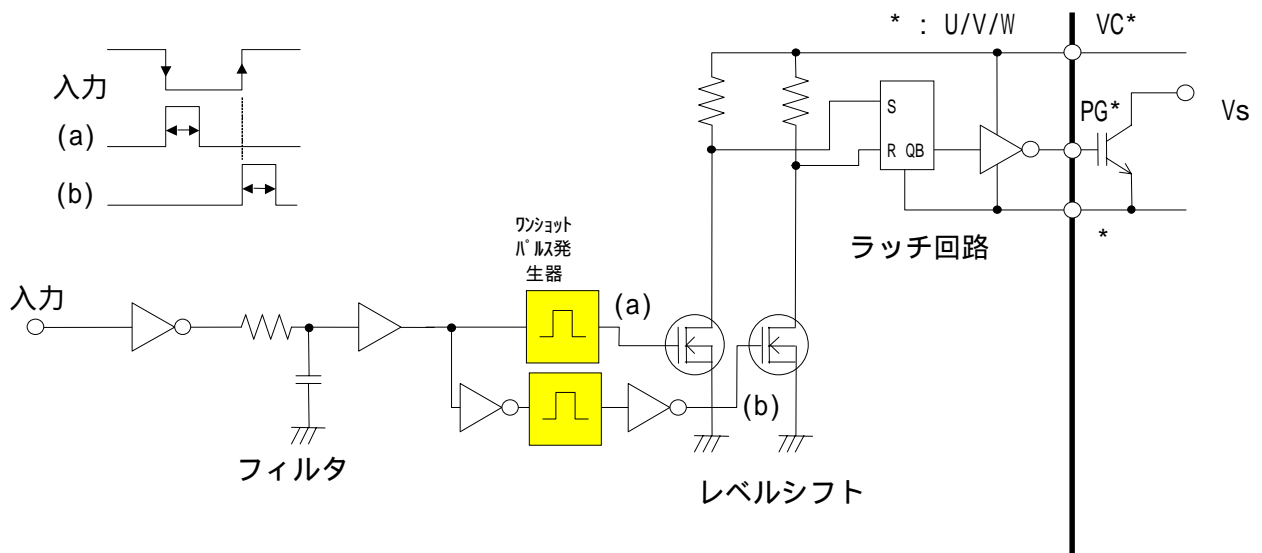 * : U/V/W
VC*
入力
(a)
(b)
S
R QB
PG*
Vs
*
ラッチ回路
ワンショット
パルス発
生器
入力
(a)
(b)
フィルタ
レベルシフト